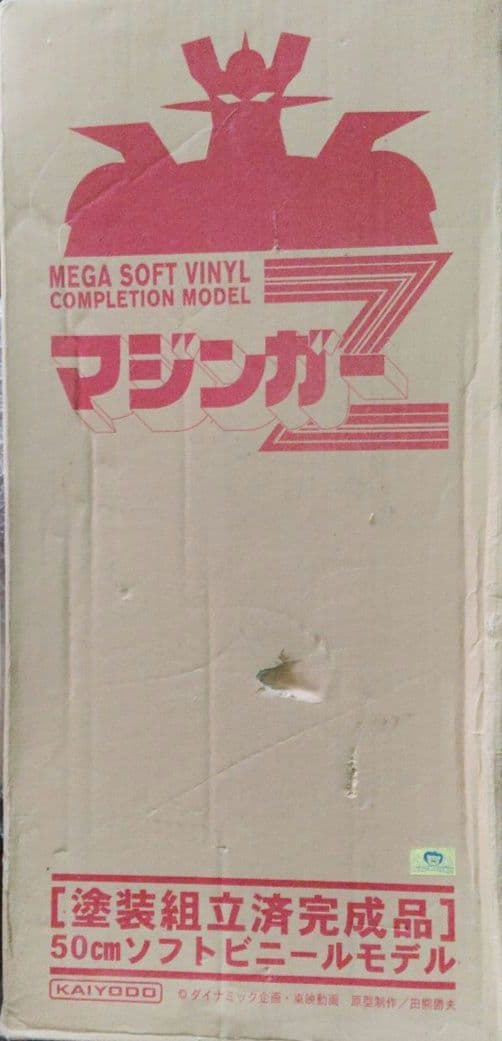 MEGA SOFT VINYL
COMPLETION MODEL
マジンガーZ
[塗装組立済完成品]
50cmソフトビニールモデル
KAIYODO ©ダイナミック企画・東映動画 原型制作/田熊勝夫